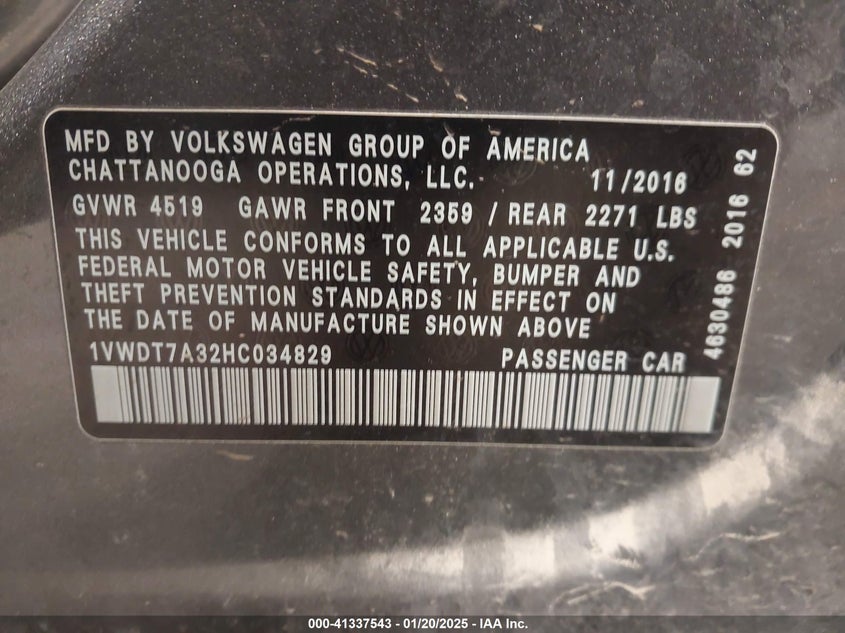 MFD BY VOLKSWAGEN GROUP OF AMERICA
CHATTANOOGA OPERATIONS, LLC. 11/2016
GVWR 4519 GAWR FRONT 2359 / REAR 2271 LBS
THIS VEHICLE CONFORMS TO ALL APPLICABLE U.S.
FEDERAL MOTOR VEHICLE SAFETY, BUMPER AND
THEFT PREVENTION STANDARDS IN EFFECT ON
THE DATE OF MANUFACTURE SHOWN ABOVE
1VWDT7A32HC034829 PASSENGER CAR
4630486 2016 62
000-41337543 - 01/20/2025 - IAA Inc.